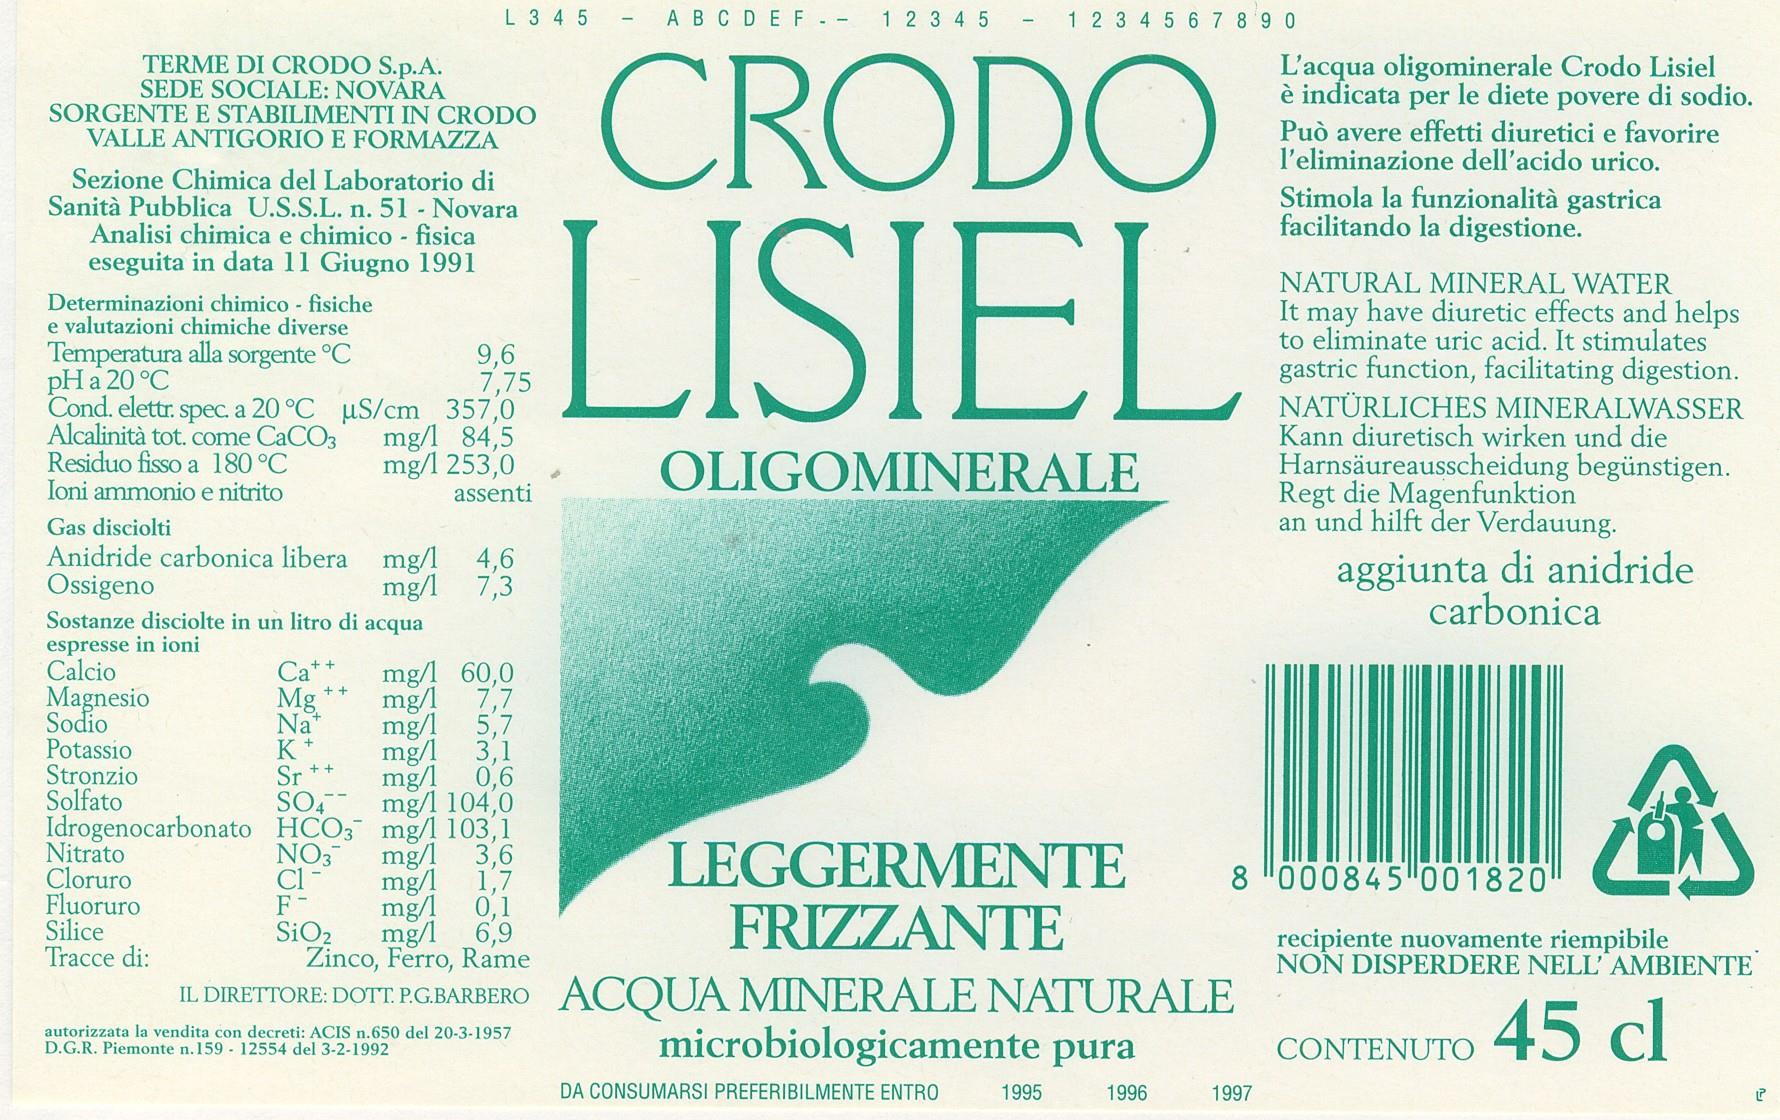 L345 - ABCDEF.-- 12345 - 1234567890
TERME DI CRODO S.p.A.
SEDE SOCIALE: NOVARA
SORGENTE E STABILIMENTI IN CRODO
VALLE ANTIGORIO E FORMAZZA
Sezione Chimica del Laboratorio di
Sanità Pubblica U.S.S.L. n. 51 - Novara
Analisi chimica e chimico - fisica
eseguita in data 11 Giugno 1991
Determinazioni chimico - fisiche
e valutazioni chimiche diverse
Temperatura alla sorgente °C 9,6
pH a 20 °C 7,75
Cond. elettr. spec. a 20 °C µS/cm 357,0
Alcalinità tot. come CaCO₃ mg/l 84,5
Residuo fisso a 180 °C mg/l 253,0
Ioni ammonio e nitrito assenti
Gas disciolti
Anidride carbonica libera mg/l 4,6
Ossigeno mg/l 7,3
Sostanze disciolte in un litro di acqua
espresse in ioni
Calcio Ca⁺⁺ mg/l 60,0
Magnesio Mg⁺⁺ mg/l 7,7
Sodio Na⁺ mg/l 5,7
Potassio K⁺ mg/l 3,1
Stronzio Sr⁺⁺ mg/l 0,6
Solfato SO₄⁻⁻ mg/l 104,0
Idrogenocarbonato HCO₃⁻ mg/l 103,1
Nitrato NO₃⁻ mg/l 3,6
Cloruro Cl⁻ mg/l 1,7
Fluoruro F⁻ mg/l 0,1
Silice SiO₂ mg/l 6,9
Tracce di: Zinco, Ferro, Rame
IL DIRETTORE: DOTT. P.G.BARBERO
autorizzata la vendita con decreti: ACIS n.650 del 20-3-1957
D.G.R. Piemonte n.159 - 12554 del 3-2-1992
CRODO
LISIEL
OLIGOMINERALE
LEGGERMENTE
FRIZZANTE
ACQUA MINERALE NATURALE
microbiologicamente pura
DA CONSUMARSI PREFERIBILMENTE ENTRO 1995 1996 1997
L'acqua oligominerale Crodo Lisiel
è indicata per le diete povere di sodio.
Può avere effetti diuretici e favorire
l'eliminazione dell'acido urico.
Stimola la funzionalità gastrica
facilitando la digestione.
NATURAL MINERAL WATER
It may have diuretic effects and helps
to eliminate uric acid. It stimulates
gastric function, facilitating digestion.
NATÜRLICHES MINERALWASSER
Kann diuretisch wirken und die
Harnsäureausscheidung begünstigen.
Regt die Magenfunktion
an und hilft der Verdauung.
aggiunta di anidride
carbonica
8 000845 001820
recipiente nuovamente riempibile
NON DISPERDERE NELL' AMBIENTE
CONTENUTO 45 cl